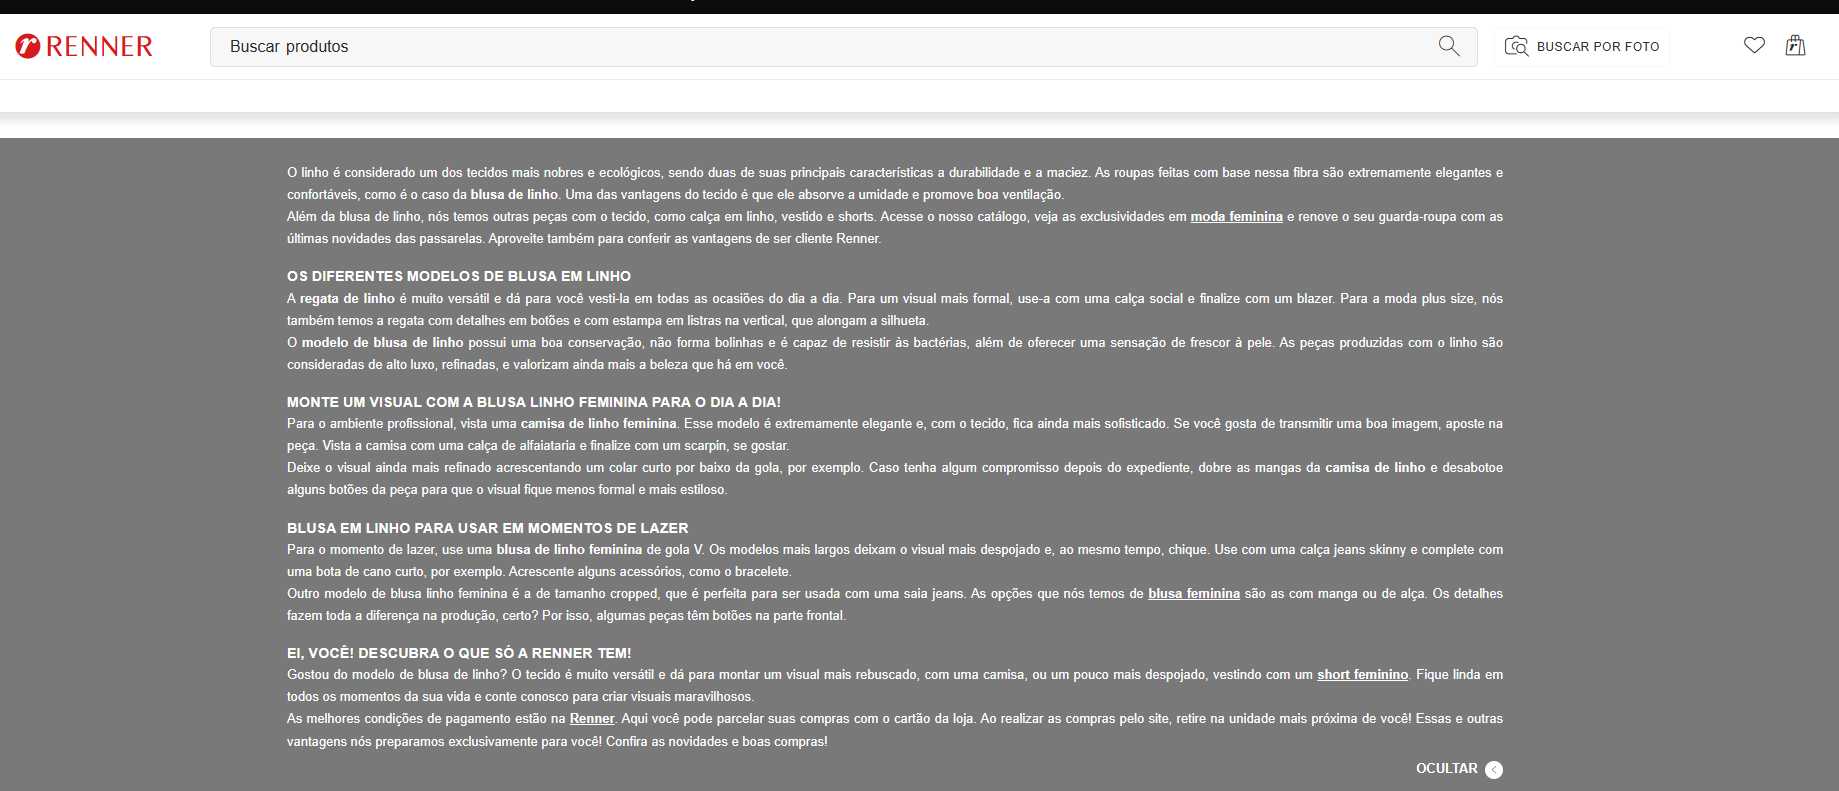 RENNER
Buscar produtos
BUSCAR POR FOTO
O linho é considerado um dos tecidos mais nobres e ecológicos, sendo duas de suas principais características a durabilidade e a maciez. As roupas feitas com base nessa fibra são extremamente elegantes e
confortáveis, como é o caso da blusa de linho. Uma das vantagens do tecido é que ele absorve a umidade e promove boa ventilação.
Além da blusa de linho, nós temos outras peças com o tecido, como calça em linho, vestido e shorts. Acesse o nosso catálogo, veja as exclusividades em moda feminina e renove o seu guarda-roupa com as
últimas novidades das passarelas. Aproveite também para conferir as vantagens de ser cliente Renner.
OS DIFERENTES MODELOS DE BLUSA EM LINHO
A regata de linho é muito versátil e dá para você vesti-la em todas as ocasiões do dia a dia. Para um visual mais formal, use-a com uma calça social e finalize com um blazer. Para a moda plus size, nós
também temos a regata com detalhes em botões e com estampa em listras na vertical, que alongam a silhueta.
O modelo de blusa de linho possui uma boa conservação, não forma bolinhas e é capaz de resistir às bactérias, além de oferecer uma sensação de frescor à pele. As peças produzidas com o linho são
consideradas de alto luxo, refinadas, e valorizam ainda mais a beleza que há em você.
MONTE UM VISUAL COM A BLUSA LINHO FEMININA PARA O DIA A DIA!
Para o ambiente profissional, vista uma camisa de linho feminina. Esse modelo é extremamente elegante e, com o tecido, fica ainda mais sofisticado. Se você gosta de transmitir uma boa imagem, aposte na
peça. Vista a camisa com uma calça de alfaiataria e finalize com um scarpin, se gostar.
Deixe o visual ainda mais refinado acrescentando um colar curto por baixo da gola, por exemplo. Caso tenha algum compromisso depois do expediente, dobre as mangas da camisa de linho e desabotoe
alguns botões da peça para que o visual fique menos formal e mais estiloso.
BLUSA EM LINHO PARA USAR EM MOMENTOS DE LAZER
Para o momento de lazer, use uma blusa de linho feminina de gola V. Os modelos mais largos deixam o visual mais despojado e, ao mesmo tempo, chique. Use com uma calça jeans skinny e complete com
uma bota de cano curto, por exemplo. Acrescente alguns acessórios, como o bracelete.
Outro modelo de blusa linho feminina é a de tamanho cropped, que é perfeita para ser usada com uma saia jeans. As opções que nós temos de blusa feminina são as com manga ou de alça. Os detalhes
fazem toda a diferença na produção, certo? Por isso, algumas peças têm botões na parte frontal.
EI, VOCÊ! DESCUBRA O QUE SÓ A RENNER TEM!
Gostou do modelo de blusa de linho? O tecido é muito versátil e dá para montar um visual mais rebuscado, com uma camisa, ou um pouco mais despojado, vestindo com um short feminino. Fique linda em
todos os momentos da sua vida e conte conosco para criar visuais maravilhosos.
As melhores condições de pagamento estão na Renner. Aqui você pode parcelar suas compras com o cartão da loja. Ao realizar as compras pelo site, retire na unidade mais próxima de você! Essas e outras
vantagens nós preparamos exclusivamente para você! Confira as novidades e boas compras!
OCULTAR